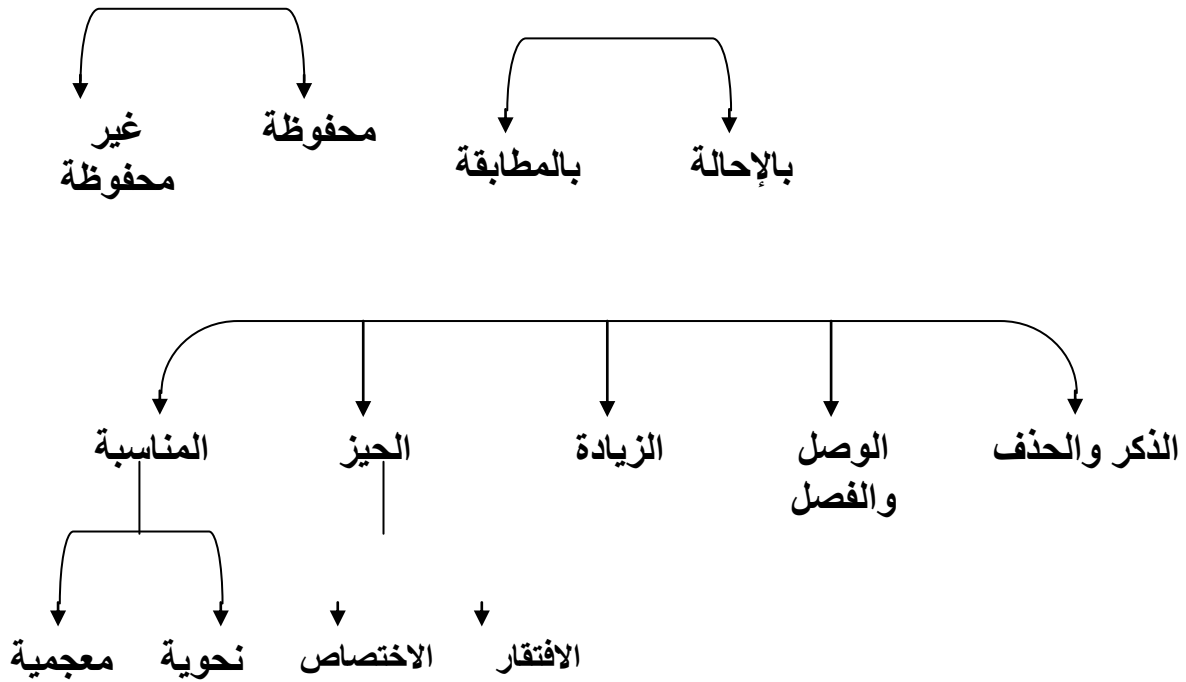 محفوظة
غير
محفوظة
بالإحالة
بالمطابقة
الذكر والحذف
الوصل
والفصل
الزيادة
الحيز
المناسبة
الافتقار
الاختصاص
نحوية
معجمية